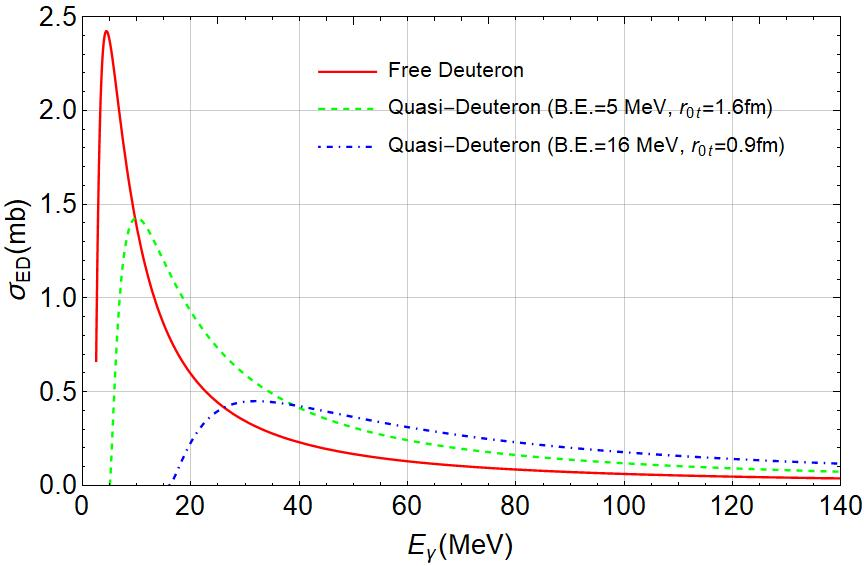 2.5
2.0
1.5
1.0
0.5
0.0
σED(mb)
Free Deuteron
Quasi-Deuteron (B.E.=5 MeV, r0t=1.6fm)
Quasi-Deuteron (B.E.=16 MeV, r0t=0.9fm)
0 20 40 60 80 100 120 140
Eγ(MeV)